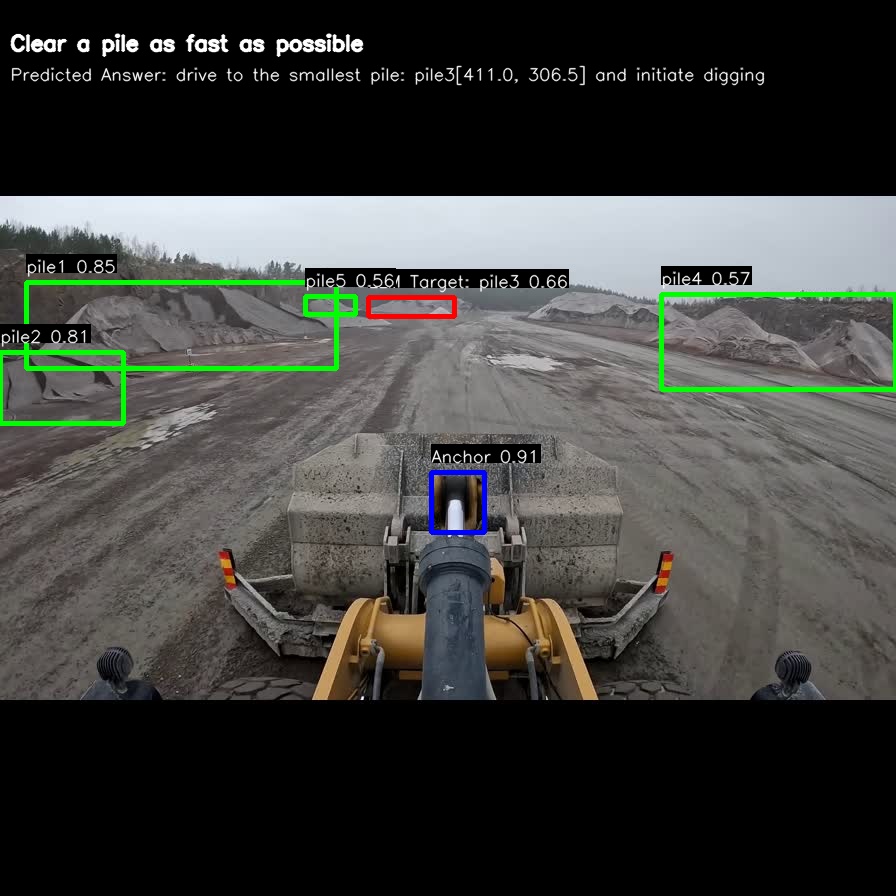 Clear a pile as fast as possible
Predicted Answer: drive to the smallest pile: pile3[411.0, 306.5] and initiate digging
pile1 0.85
pile5 0.56
Target: pile3 0.66
pile4 0.57
pile2 0.81
Anchor 0.91